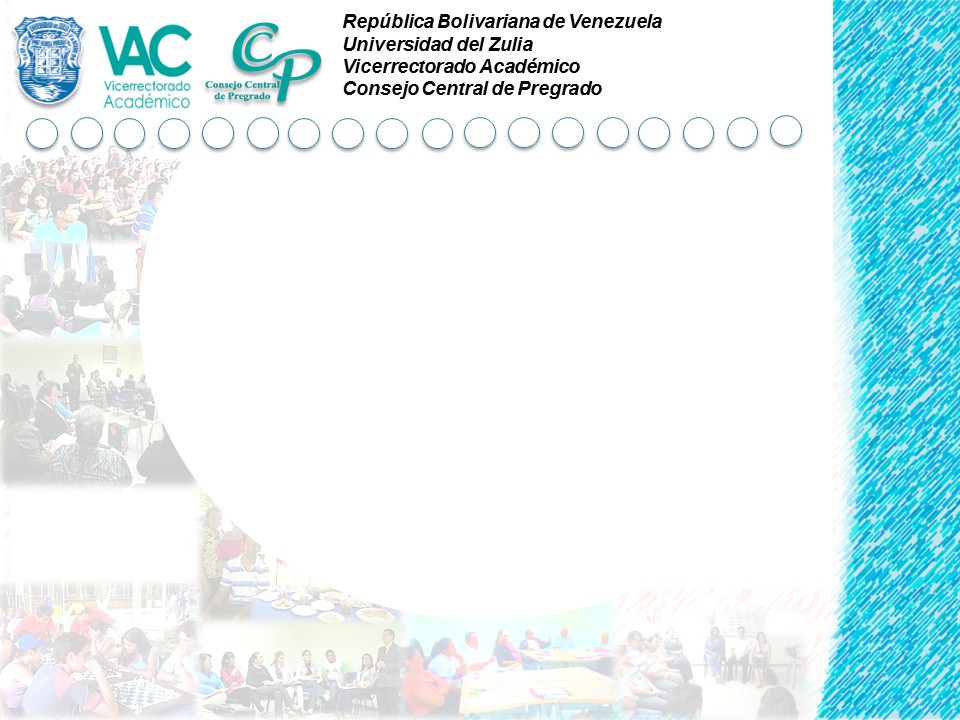 República Bolivariana de Venezuela
Universidad del Zulia
Vicerrectorado Académico
Consejo Central de Pregrado
VAC
Vicerrectorado
Académico
CCP
Consejo Central
de Pregrado